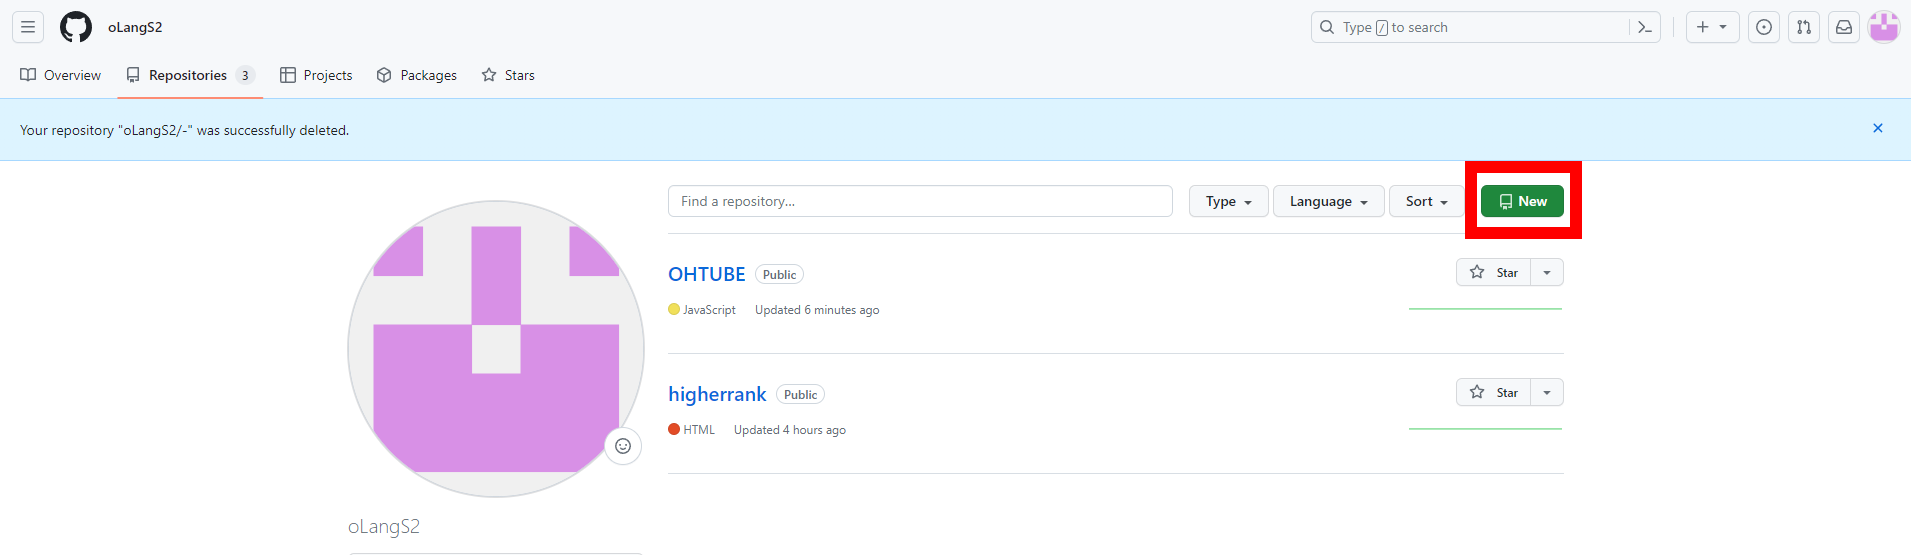 oLangS2
Type / to search
Overview
Repositories 3
Projects
Packages
Stars
Your repository "oLangS2/-" was successfully deleted.
Find a repository...
Type
Language
Sort
New
OHTUBE Public
Star
JavaScript Updated 6 minutes ago
higherrank Public
Star
HTML Updated 4 hours ago
oLangS2